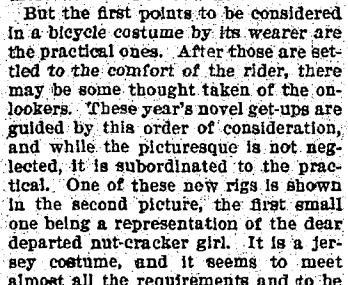 But the first points to be considered
in a bicycle costume by its wearer are
the practical ones. After those are set-
tled to the comfort of the rider, there
may be some thought taken of the on-
lookers. These year's novel get-ups are
guided by this order of consideration,
and while the picturesque is not neg-
lected, it is subordinated to the prac-
tical. One of these new rigs is shown
in the second picture, the first small
one being a representation of the dear
departed nut-cracker girl. It is a jer-
sey costume, and it seems to meet
almost all the requirements and to be